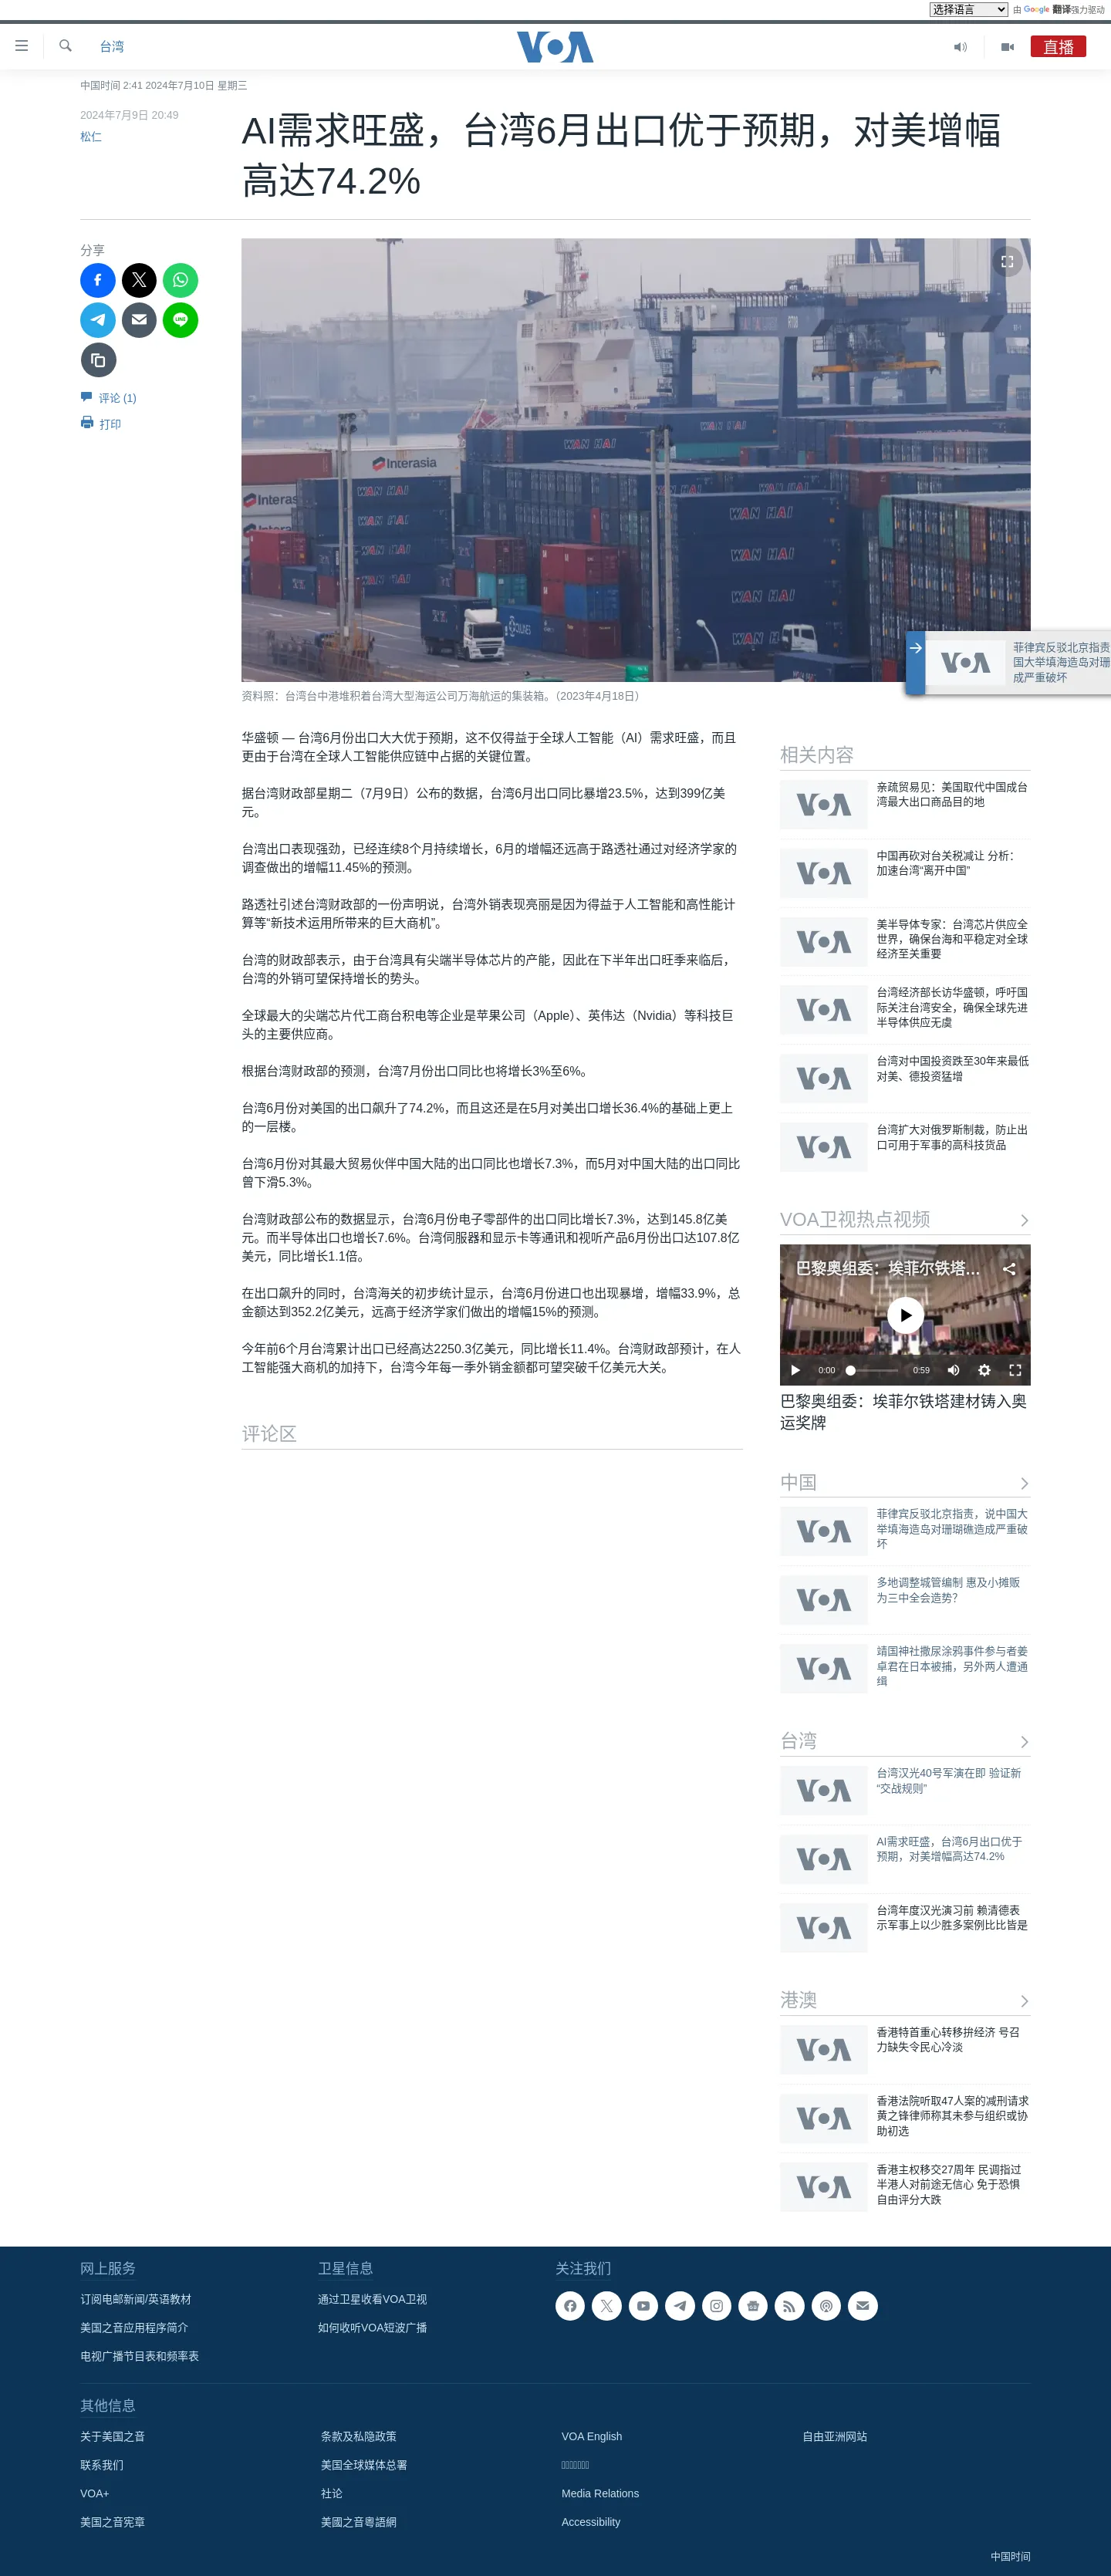 选择语言
由 Google 翻译强力驱动
台湾
VOA
直播
中国时间 2:41 2024年7月10日 星期三
2024年7月9日 20:49
松仁
AI需求旺盛，台湾6月出口优于预期，对美增幅
高达74.2%
分享
评论 (1)
打印
WAN HAI
Interasia
资料照：台湾台中港堆积着台湾大型海运公司万海航运的集装箱。（2023年4月18日）
菲律宾反驳北京指责
国大举填海造岛对珊
成严重破坏
华盛顿 — 台湾6月份出口大大优于预期，这不仅得益于全球人工智能（AI）需求旺盛，而且
更由于台湾在全球人工智能供应链中占据的关键位置。
据台湾财政部星期二（7月9日）公布的数据，台湾6月出口同比暴增23.5%，达到399亿美
元。
台湾出口表现强劲，已经连续8个月持续增长，6月的增幅还远高于路透社通过对经济学家的
调查做出的增幅11.45%的预测。
路透社引述台湾财政部的一份声明说，台湾外销表现亮丽是因为得益于人工智能和高性能计
算等“新技术运用所带来的巨大商机”。
台湾的财政部表示，由于台湾具有尖端半导体芯片的产能，因此在下半年出口旺季来临后，
台湾的外销可望保持增长的势头。
全球最大的尖端芯片代工商台积电等企业是苹果公司（Apple）、英伟达（Nvidia）等科技巨
头的主要供应商。
根据台湾财政部的预测，台湾7月份出口同比也将增长3%至6%。
台湾6月份对美国的出口飙升了74.2%，而且这还是在5月对美出口增长36.4%的基础上更上
的一层楼。
台湾6月份对其最大贸易伙伴中国大陆的出口同比也增长7.3%，而5月对中国大陆的出口同比
曾下滑5.3%。
台湾财政部公布的数据显示，台湾6月份电子零部件的出口同比增长7.3%，达到145.8亿美
元。而半导体出口也增长7.6%。台湾伺服器和显示卡等通讯和视听产品6月份出口达107.8亿
美元，同比增长1.1倍。
在出口飙升的同时，台湾海关的初步统计显示，台湾6月份进口也出现暴增，增幅33.9%，总
金额达到352.2亿美元，远高于经济学家们做出的增幅15%的预测。
今年前6个月台湾累计出口已经高达2250.3亿美元，同比增长11.4%。台湾财政部预计，在人
工智能强大商机的加持下，台湾今年每一季外销金额都可望突破千亿美元大关。
评论区
相关内容
亲疏贸易见：美国取代中国成台
湾最大出口商品目的地
中国再砍对台关税减让 分析：
加速台湾“离开中国”
美半导体专家：台湾芯片供应全
世界，确保台海和平稳定对全球
经济至关重要
台湾经济部长访华盛顿，呼吁国
际关注台湾安全，确保全球先进
半导体供应无虞
台湾对中国投资跌至30年来最低
对美、德投资猛增
台湾扩大对俄罗斯制裁，防止出
口可用于军事的高科技货品
VOA卫视热点视频
巴黎奥组委：埃菲尔铁塔...
0:00
0:59
巴黎奥组委：埃菲尔铁塔建材铸入奥
运奖牌
中国
菲律宾反驳北京指责，说中国大
举填海造岛对珊瑚礁造成严重破
坏
多地调整城管编制 惠及小摊贩
为三中全会造势？
靖国神社撒尿涂鸦事件参与者姜
卓君在日本被捕，另外两人遭通
缉
台湾
台湾汉光40号军演在即 验证新
“交战规则”
AI需求旺盛，台湾6月出口优于
预期，对美增幅高达74.2%
台湾年度汉光演习前 赖清德表
示军事上以少胜多案例比比皆是
港澳
香港特首重心转移拚经济 号召
力缺失令民心冷淡
香港法院听取47人案的减刑请求
黄之锋律师称其未参与组织或协
助初选
香港主权移交27周年 民调指过
半港人对前途无信心 免于恐惧
自由评分大跌
网上服务
订阅电邮新闻/英语教材
美国之音应用程序简介
电视广播节目表和频率表
卫星信息
通过卫星收看VOA卫视
如何收听VOA短波广播
关注我们
其他信息
关于美国之音
联系我们
VOA+
美国之音宪章
条款及私隐政策
美国全球媒体总署
社论
美國之音粵語網
VOA English
Media Relations
Accessibility
自由亚洲网站
中国时间